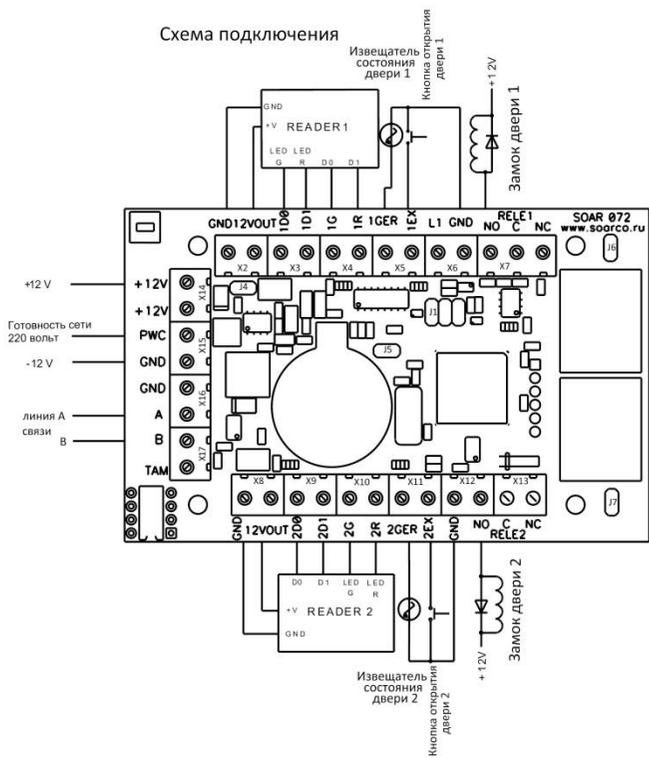 Схема подключения
Извещатель
состояния
двери 1
Кнопка открытия
двери 1
+12V
Замок двери 1
GND
+V
READER1
LED LED
G R D0 D1
GND 12VOUT 1D0 1D1 1G 1R 1GER 1EX L1 GND
RELE1
NO C NC
SOAR 072
www.soarco.ru
X2 X3 X4 X5 X6 X7
J6
J4
J1
J5
+12 V
Готовность сети
220 вольт
-12 V
линия A
связи
B
+12V
+12V
PWC
GND
GND
A
B
TAM
X14
X15
X16
X17
X8 X9 X10 X11 X12 X13
J7
GND 12VOUT 2D0 2D1 2G 2R 2GER 2EX GND
NO C NC
RELE2
D0 D1 LED LED
G R
+V
READER 2
GND
Извещатель
состояния
двери 2
Кнопка открытия
двери 2
+12V
Замок двери 2